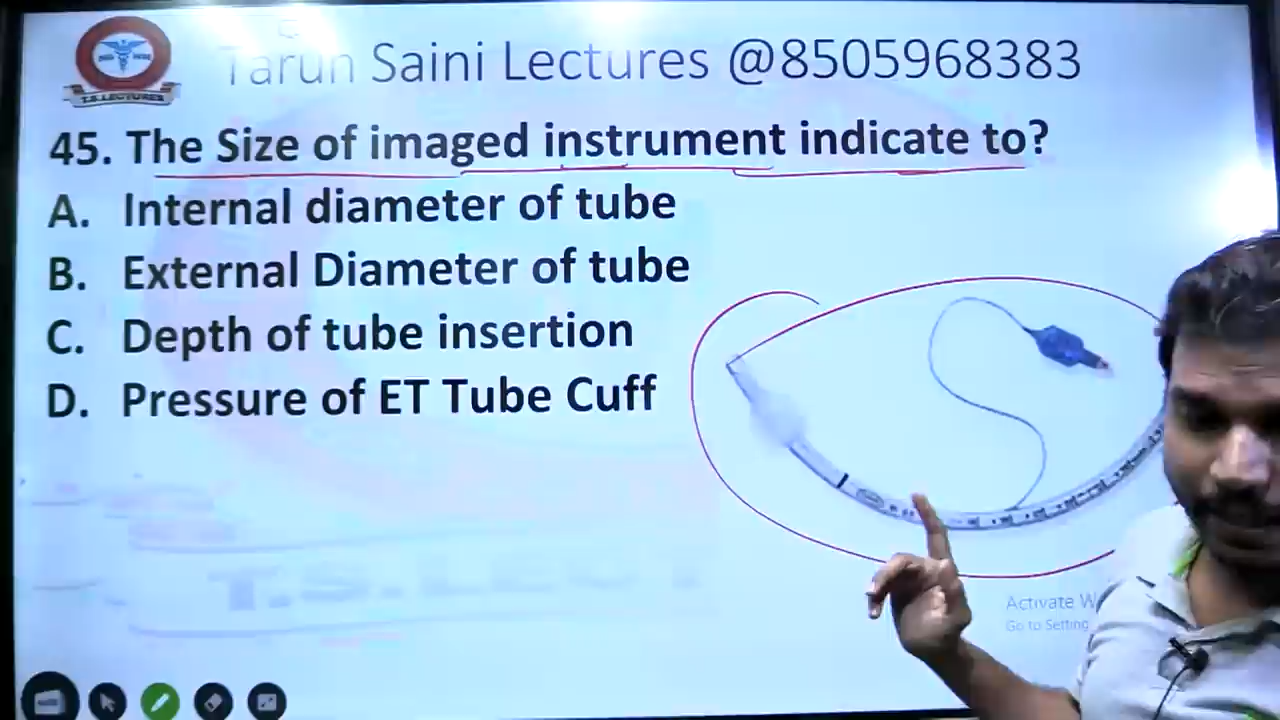 Tarun Saini Lectures @8505968383
T.S. LECTURES
45. The Size of imaged instrument indicate to?
A. Internal diameter of tube
B. External Diameter of tube
C. Depth of tube insertion
D. Pressure of ET Tube Cuff
Activate W
Go to Setting